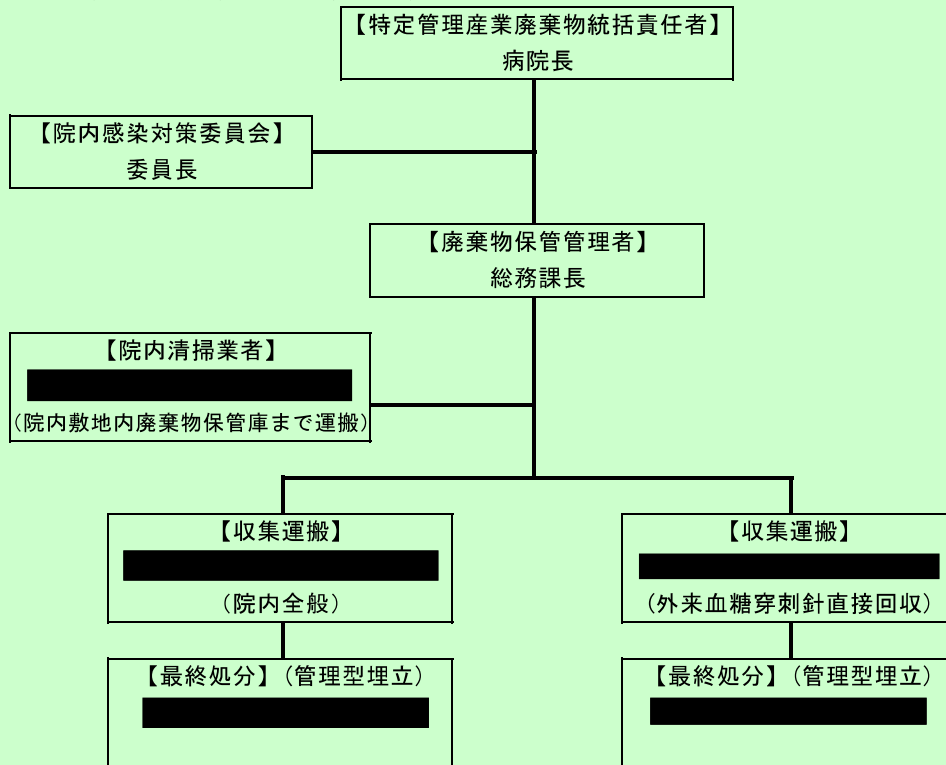 【特定管理産業廃棄物統括責任者】
病院長
【院内感染対策委員会】
委員長
【廃棄物保管管理者】
総務課長
【院内清掃業者】
(院内敷地内廃棄物保管庫まで運搬)
【収集運搬】
(院内全般)
【収集運搬】
(外来血糖穿刺針直接回収)
【最終処分】(管理型埋立)
【最終処分】(管理型埋立)